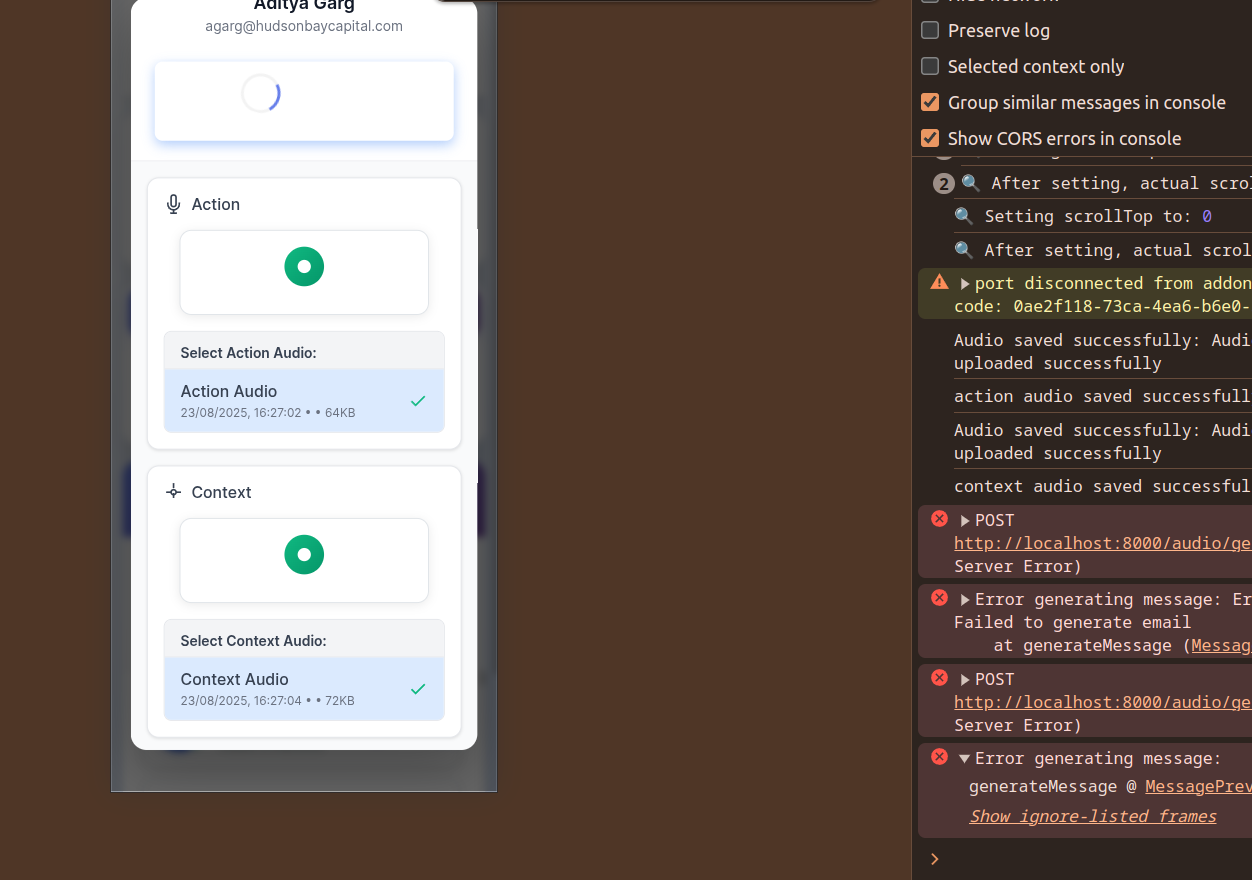 Aditya Garg
agarg@hudsonbaycapital.com
Action
Select Action Audio:
Action Audio
23/08/2025, 16:27:02 • • 64KB
Context
Select Context Audio:
Context Audio
23/08/2025, 16:27:04 • • 72KB
Preserve log
Selected context only
Group similar messages in console
Show CORS errors in console
2 🔍 After setting, actual scrol
🔍 Setting scrollTop to: 0
🔍 After setting, actual scrol
port disconnected from addon
code: 0ae2f118-73ca-4ea6-b6e0-
Audio saved successfully: Audi
uploaded successfully
action audio saved successfull
Audio saved successfully: Audi
uploaded successfully
context audio saved successful
POST
http://localhost:8000/audio/ge
Server Error)
Error generating message: Er
Failed to generate email
at generateMessage (Messag
POST
http://localhost:8000/audio/ge
Server Error)
Error generating message:
generateMessage @ MessagePrev
Show ignore-listed frames